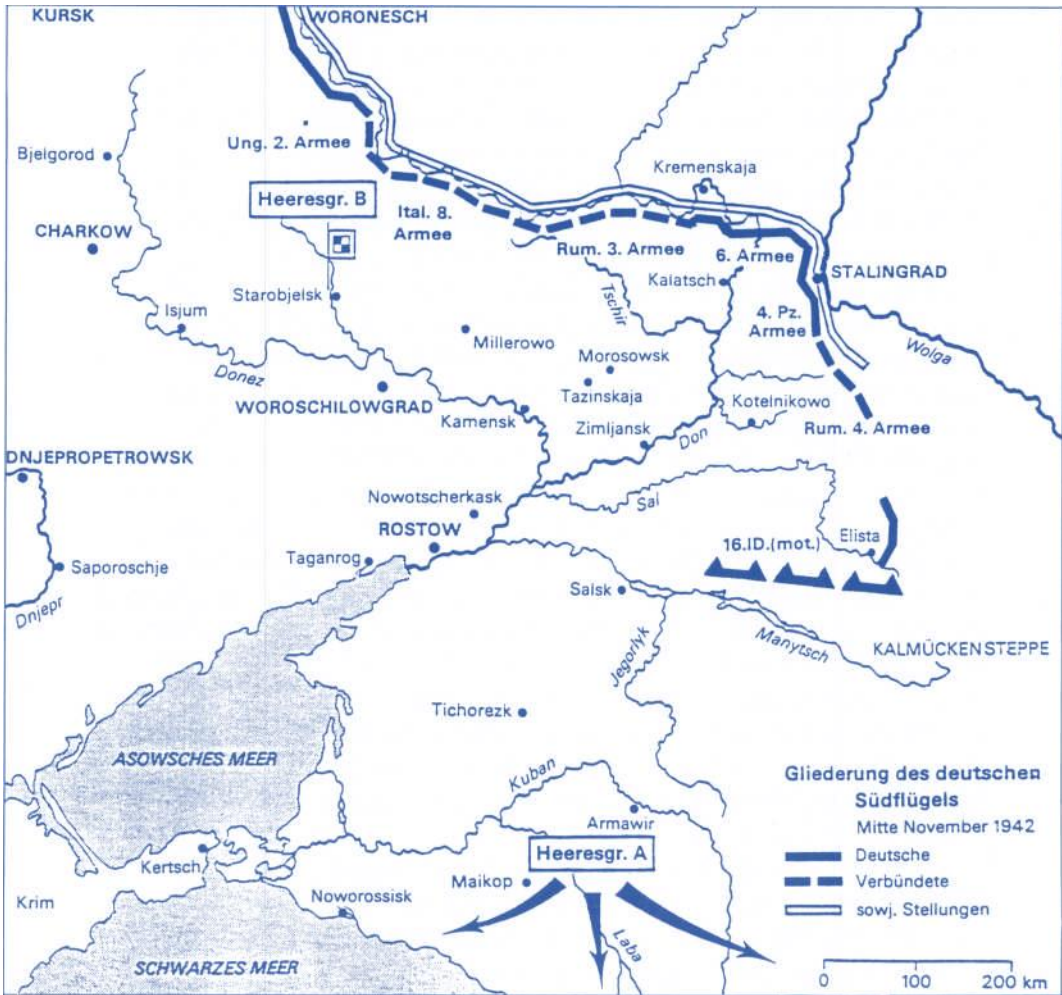 KURSK
WORONESCH
Bjelgorod
Ung. 2. Armee
Kremenskaja
Heeresgr. B
Ital. 8.
Armee
CHARKOW
Rum. 3. Armee
6. Armee
STALINGRAD
Kalatsch
Starobjelsk
Isjum
Tschir
4. Pz.
Armee
Wolga
Millerowo
Donez
Morosowsk
Tazinskaja
WOROSCHILOWGRAD
Kamensk
Kotelnikowo
Zimljansk
Don
Rum. 4. Armee
DNJEPROPETROWSK
Nowotscherkask
Sal
ROSTOW
16.ID.(mot.)
Elista
Taganrog
Saporoschje
Dnjepr
Salsk
Manytsch
KALMÜCKENSTEPPE
Jegorlyk
Tichorezk
ASOWSCHES MEER
Kuban
Armawir
Gliederung des deutschen
Südflügels
Mitte November 1942
Deutsche
Verbündete
sowj. Stellungen
Kertsch
Heeresgr. A
Maikop
Krim
Noworossisk
Laba
SCHWARZES MEER
0 100 200 km